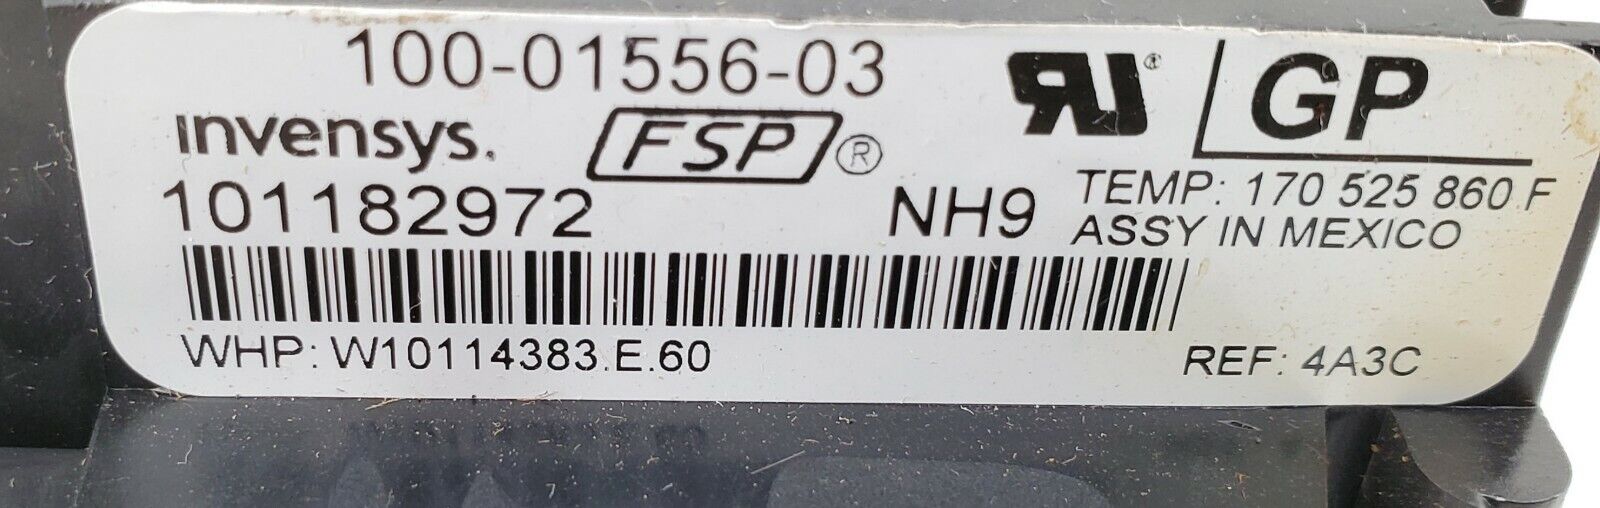 100-01556-03
invensys. FSP®
RU® GP
101182972 NH9
TEMP: 170 525 860 F
ASSY IN MEXICO
WHP: W10114383.E.60
REF: 4A3C